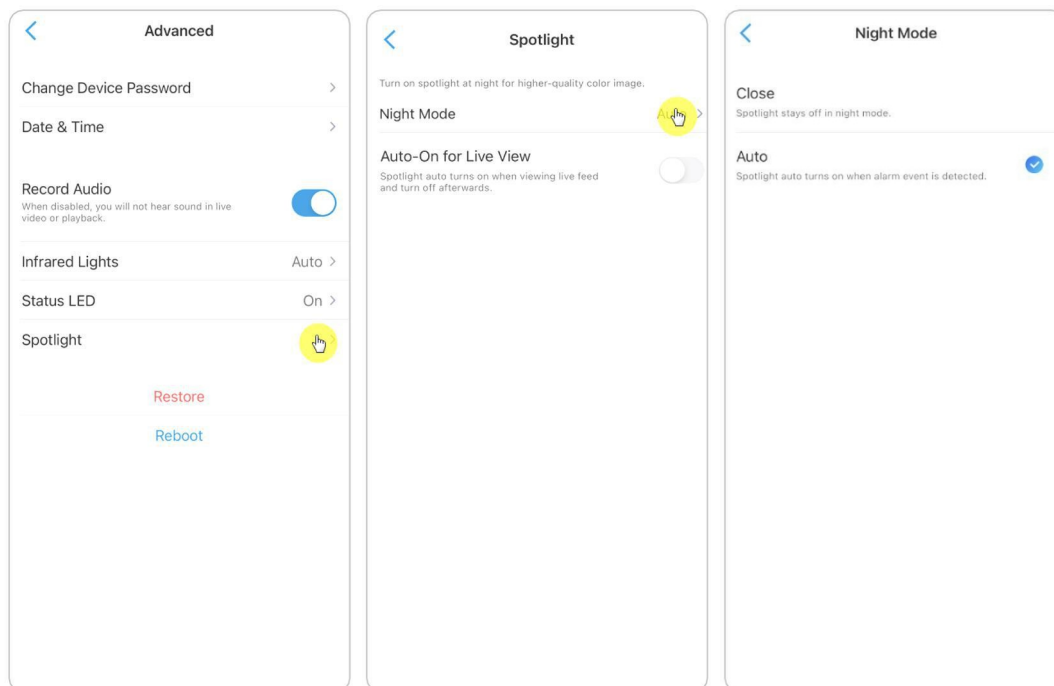 Advanced
Change Device Password
Date & Time
Record Audio
When disabled, you will not hear sound in live
video or playback.
Infrared Lights
Auto
Status LED
On
Spotlight
Restore
Reboot
Spotlight
Turn on spotlight at night for higher-quality color image.
Night Mode
Auto-On for Live View
Spotlight auto turns on when viewing live feed
and turn off afterwards.
Night Mode
Close
Spotlight stays off in night mode.
Auto
Spotlight auto turns on when alarm event is detected.